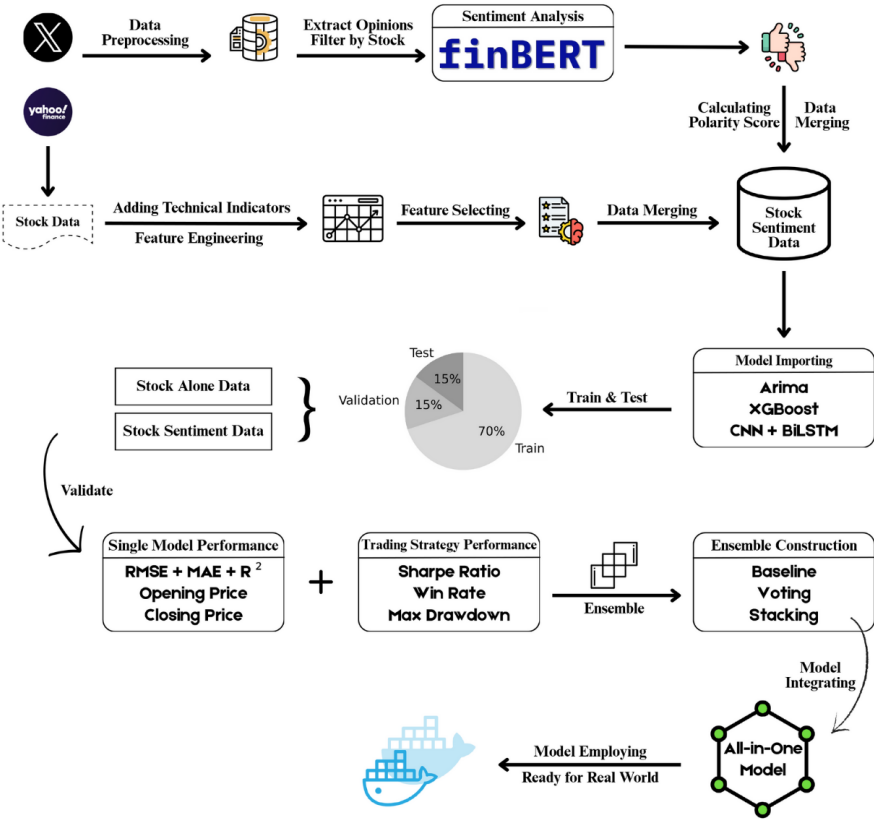 Data
Preprocessing
Extract Opinions
Filter by Stock
Sentiment Analysis
finBERT
yahoo!
finance
Calculating
Polarity Score
Data
Merging
Stock Data
Adding Technical Indicators
Feature Engineering
Feature Selecting
Data Merging
Stock
Sentiment
Data
Model Importing
Arima
XGBoost
CNN + BiLSTM
Train & Test
Test
15%
Validation
15%
70%
Train
Stock Alone Data
Stock Sentiment Data
Validate
Single Model Performance
RMSE + MAE + R 2
Opening Price
Closing Price
+
Trading Strategy Performance
Sharpe Ratio
Win Rate
Max Drawdown
Ensemble
Ensemble Construction
Baseline
Voting
Stacking
Model
Integrating
All-in-One
Model
Model Employing
Ready for Real World